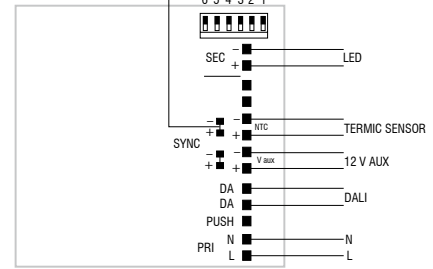 6 5 4 3 2 1
SEC – LED
+
– NTC TERMIC SENSOR
– + +
SYNC
– V aux 12 V AUX
– + +
DA DALI
DA
PUSH
PRI N N
L L